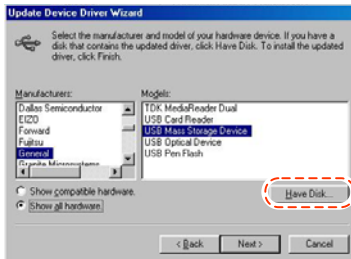 Update Device Driver Wizard
Select the manufacturer and model of your hardware device. If you have a
disk that contains the updated driver, click Have Disk. To install the updated
driver, click Finish.
Manufacturers:
Dallas Semiconductor
EIZO
Forward
Fujitsu
General
Granite Microsystems
Models:
TDK MediaReader Dual
USB Card Reader
USB Mass Storage Device
USB Optical Device
USB Pen Flash
Show compatible hardware.
Show all hardware.
Have Disk...
< Back
Next >
Cancel